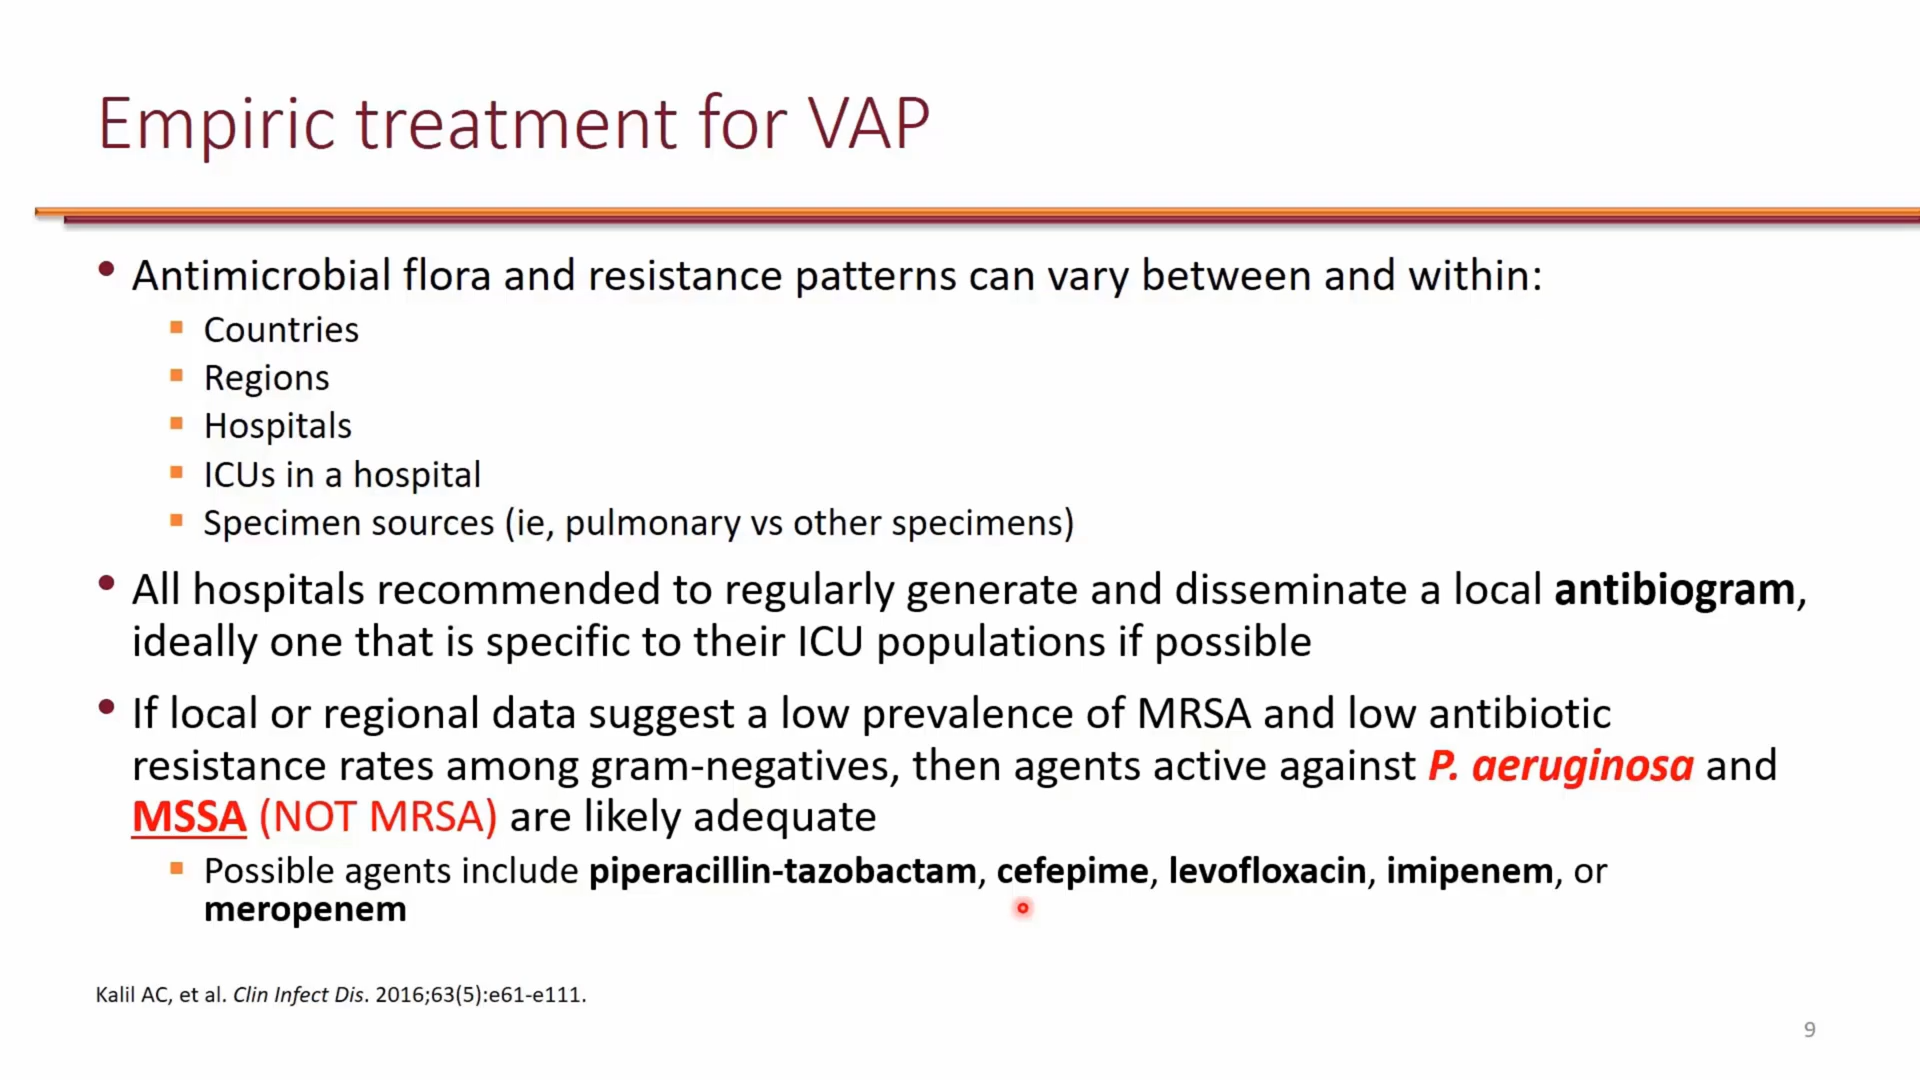 Empiric treatment for VAP
• Antimicrobial flora and resistance patterns can vary between and within:
▪ Countries
▪ Regions
▪ Hospitals
▪ ICUs in a hospital
▪ Specimen sources (ie, pulmonary vs other specimens)
• All hospitals recommended to regularly generate and disseminate a local antibiogram,
ideally one that is specific to their ICU populations if possible
• If local or regional data suggest a low prevalence of MRSA and low antibiotic
resistance rates among gram-negatives, then agents active against P. aeruginosa and
MSSA (NOT MRSA) are likely adequate
▪ Possible agents include piperacillin-tazobactam, cefepime, levofloxacin, imipenem, or
meropenem
Kalil AC, et al. Clin Infect Dis. 2016;63(5):e61-e111.
9